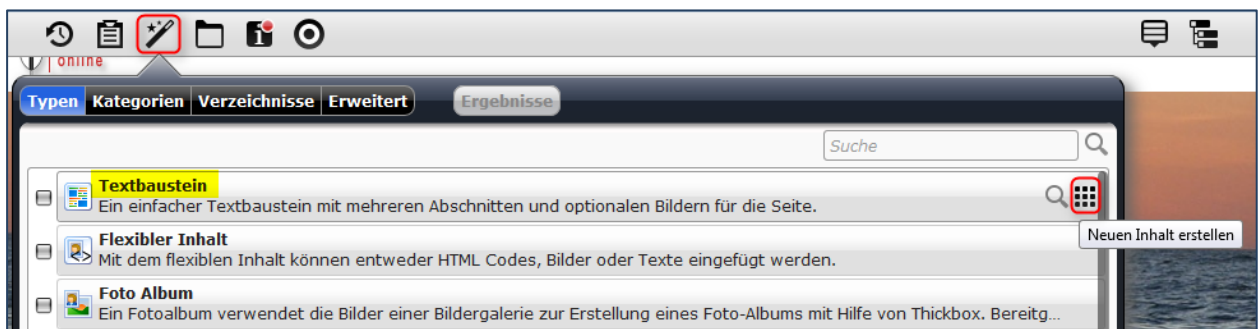 online
Typen Kategorien Verzeichnisse Erweitert Ergebnisse
Suche
Textbaustein
Ein einfacher Textbaustein mit mehreren Abschnitten und optionalen Bildern für die Seite.
Neuen Inhalt erstellen
Flexibler Inhalt
Mit dem flexiblen Inhalt können entweder HTML Codes, Bilder oder Texte eingefügt werden.
Foto Album
Ein Fotoalbum verwendet die Bilder einer Bildergalerie zur Erstellung eines Foto-Albums mit Hilfe von Thickbox. Bereitg...